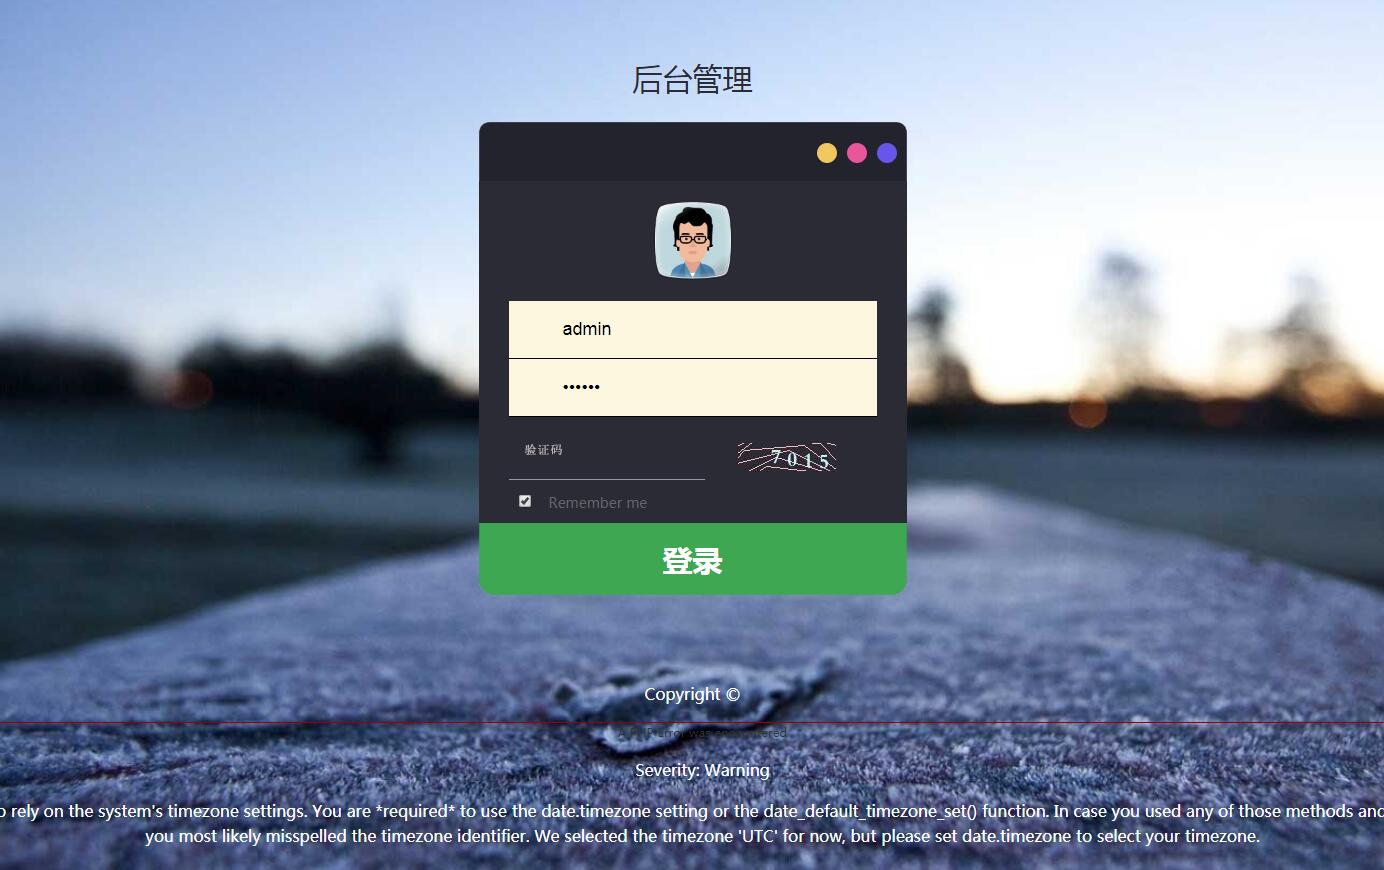 后台管理
admin
••••••
验证码
7015
Remember me
登录
Copyright ©
A PHP Error was encountered
Severity: Warning
rely on the system's timezone settings. You are *required* to use the date.timezone setting or the date_default_timezone_set() function. In case you used any of those methods and
you most likely misspelled the timezone identifier. We selected the timezone 'UTC' for now, but please set date.timezone to select your timezone.